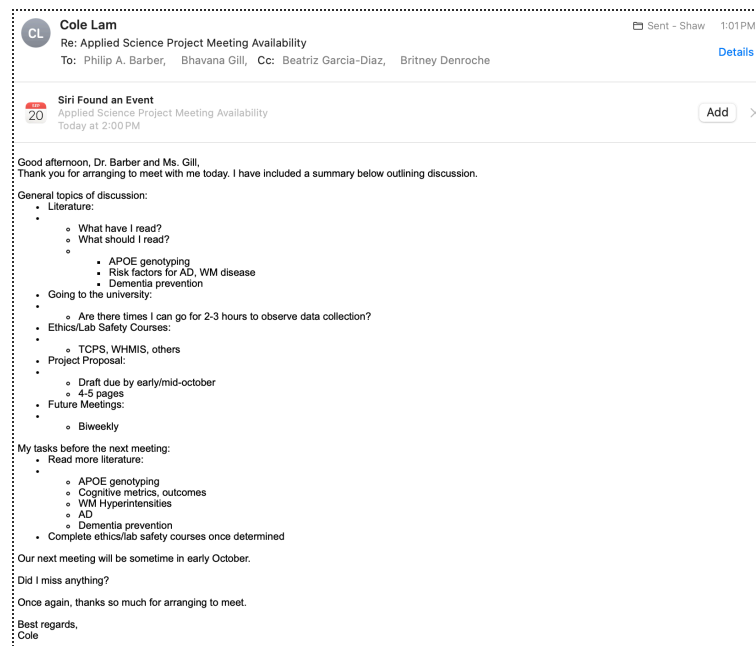 CL
Cole Lam
Sent - Shaw 1:01 PM
Re: Applied Science Project Meeting Availability
To: Philip A. Barber, Bhavana Gill, Cc: Beatriz Garcia-Diaz, Britney Denroche
Details
SEP
20
Siri Found an Event
Applied Science Project Meeting Availability
Today at 2:00 PM
Add
Good afternoon, Dr. Barber and Ms. Gill,
Thank you for arranging to meet with me today. I have included a summary below outlining discussion.
General topics of discussion:
• Literature:
•
◦ What have I read?
◦ What should I read?
◦
▪ APOE genotyping
▪ Risk factors for AD, WM disease
▪ Dementia prevention
• Going to the university:
•
◦ Are there times I can go for 2-3 hours to observe data collection?
• Ethics/Lab Safety Courses:
•
◦ TCPS, WHMIS, others
• Project Proposal:
•
◦ Draft due by early/mid-october
◦ 4-5 pages
• Future Meetings:
•
◦ Biweekly
My tasks before the next meeting:
• Read more literature:
•
◦ APOE genotyping
◦ Cognitive metrics, outcomes
◦ WM Hyperintensities
◦ AD
◦ Dementia prevention
• Complete ethics/lab safety courses once determined
Our next meeting will be sometime in early October.
Did I miss anything?
Once again, thanks so much for arranging to meet.
Best regards,
Cole